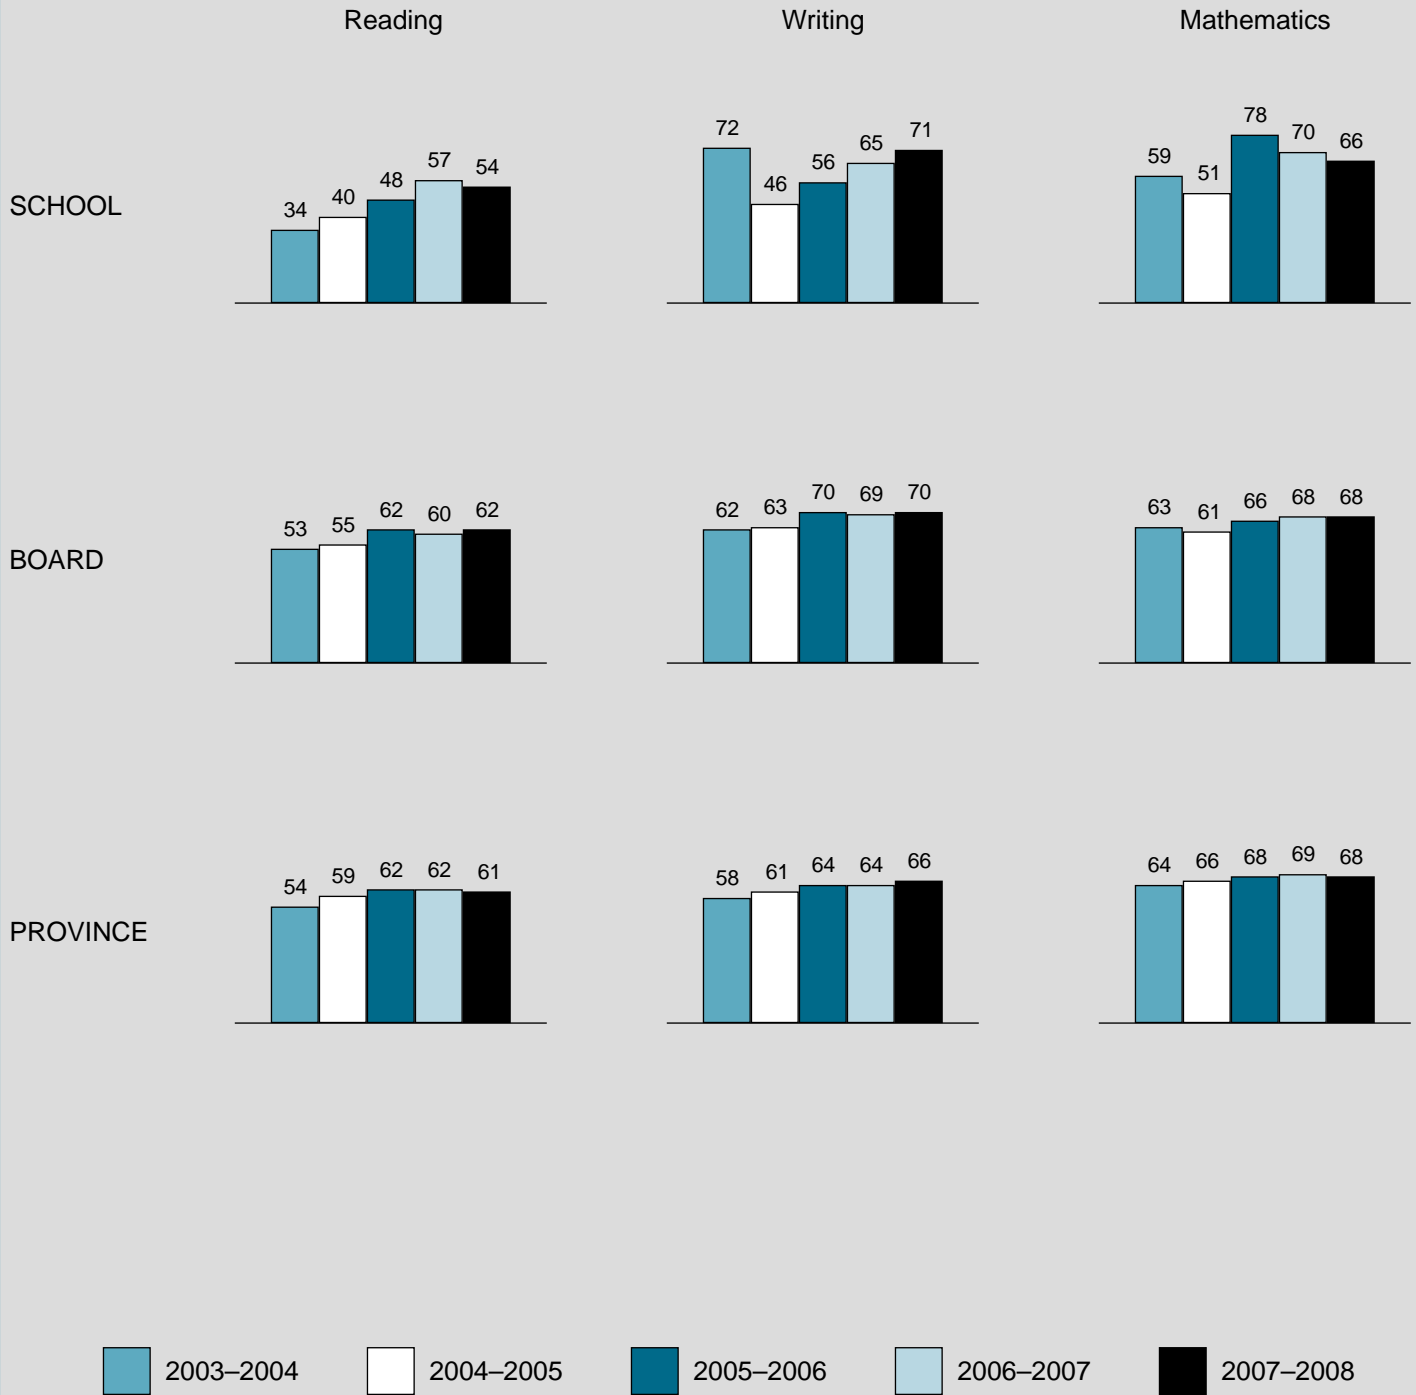 Reading Writing Mathematics
SCHOOL
34 40 48 57 54
72 46 56 65 71
59 51 78 70 66
BOARD
53 55 62 60 62
62 63 70 69 70
63 61 66 68 68
PROVINCE
54 59 62 62 61
58 61 64 64 66
64 66 68 69 68
2003–2004 2004–2005 2005–2006 2006–2007 2007–2008